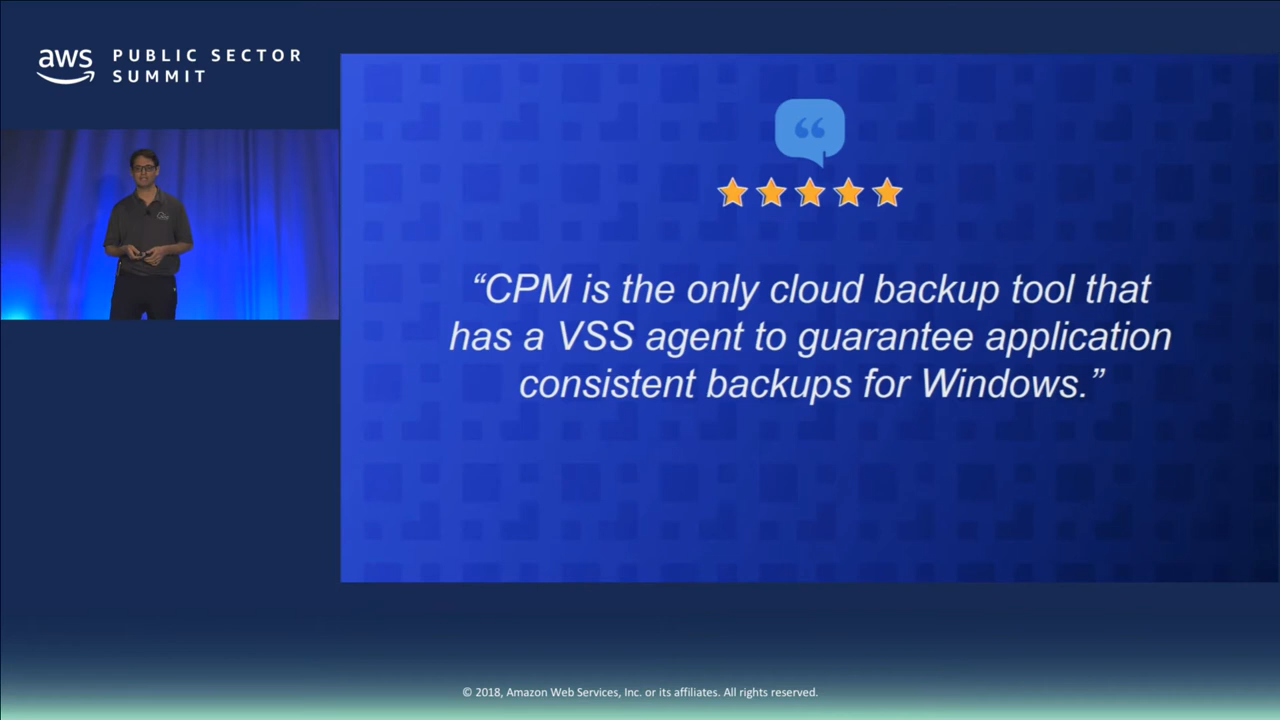 aws PUBLIC SECTOR
SUMMIT
“CPM is the only cloud backup tool that
has a VSS agent to guarantee application
consistent backups for Windows.”
© 2018, Amazon Web Services, Inc. or its affiliates. All rights reserved.